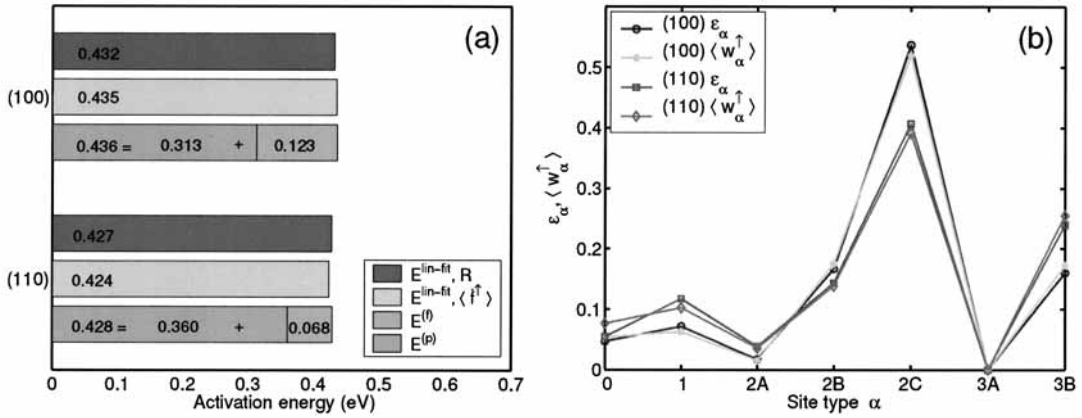 (a)
(100)
0.432
0.435
0.436 = 0.313 + 0.123
(110)
0.427
0.424
0.428 = 0.360 + 0.068
E^{lin-fit}, R
E^{lin-fit}, ⟨ f^↑ ⟩
E^{(f)}
E^{(p)}
0 0.1 0.2 0.3 0.4 0.5 0.6 0.7
Activation energy (eV)
(b)
(100) ε_α
(100) ⟨ w_α^↑ ⟩
(110) ε_α
(110) ⟨ w_α^↑ ⟩
ε_α, ⟨ w_α^↑ ⟩
0.6
0.5
0.4
0.3
0.2
0.1
0
0 1 2A 2B 2C 3A 3B
Site type α